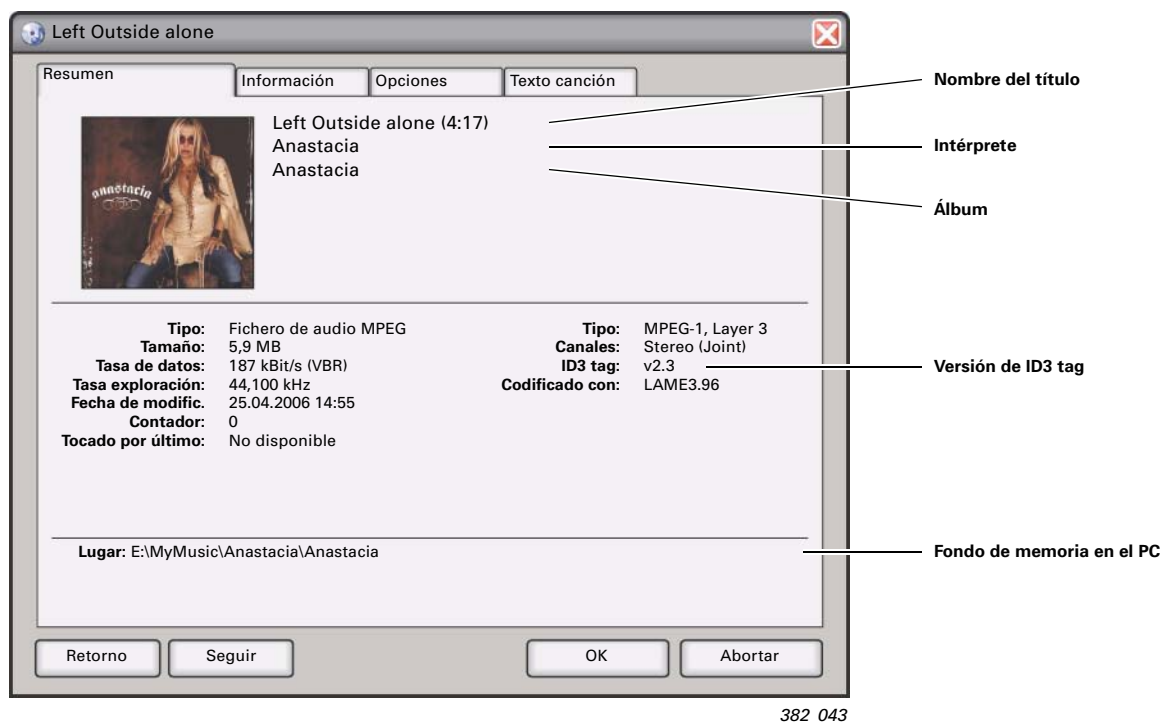 Left Outside alone
Resumen
Información
Opciones
Texto canción
Left Outside alone (4:17)
Anastacia
Anastacia
anastacia
Nombre del título
Intérprete
Álbum
Tipo: Fichero de audio MPEG
Tamaño: 5,9 MB
Tasa de datos: 187 kBit/s (VBR)
Tasa exploración: 44,100 kHz
Fecha de modific. 25.04.2006 14:55
Contador: 0
Tocado por último: No disponible
Tipo: MPEG-1, Layer 3
Canales: Stereo (Joint)
ID3 tag: v2.3
Codificado con: LAME3.96
Versión de ID3 tag
Lugar: E:\MyMusic\Anastacia\Anastacia
Fondo de memoria en el PC
Retorno
Seguir
OK
Abortar
382_043